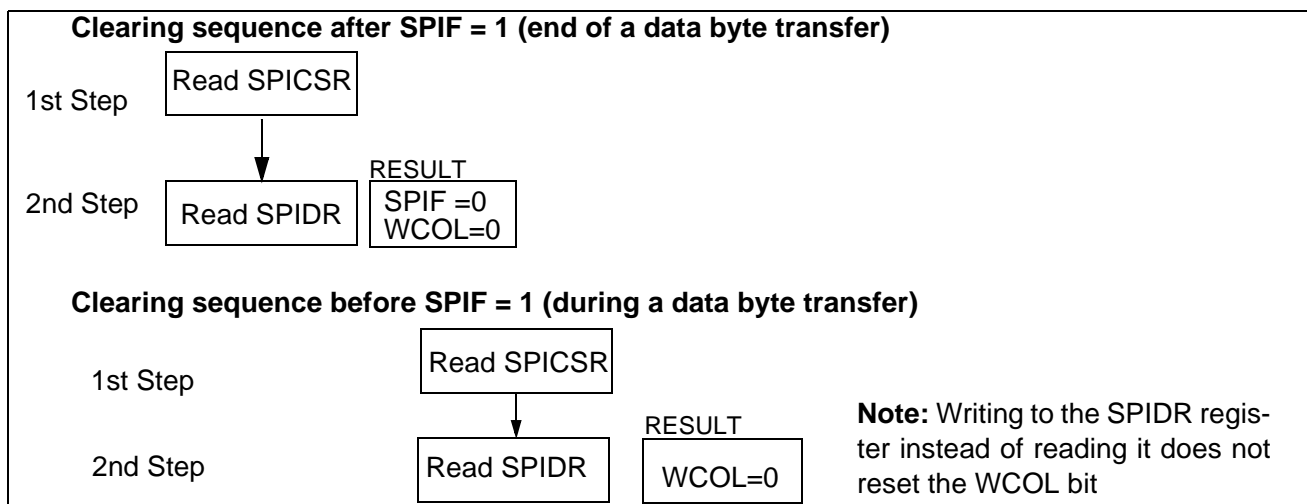 Clearing sequence after SPIF = 1 (end of a data byte transfer)
1st Step
Read SPICSR
2nd Step
Read SPIDR
RESULT
SPIF =0
WCOL=0
Clearing sequence before SPIF = 1 (during a data byte transfer)
1st Step
Read SPICSR
2nd Step
Read SPIDR
RESULT
WCOL=0
Note: Writing to the SPIDR regis-
ter instead of reading it does not
reset the WCOL bit